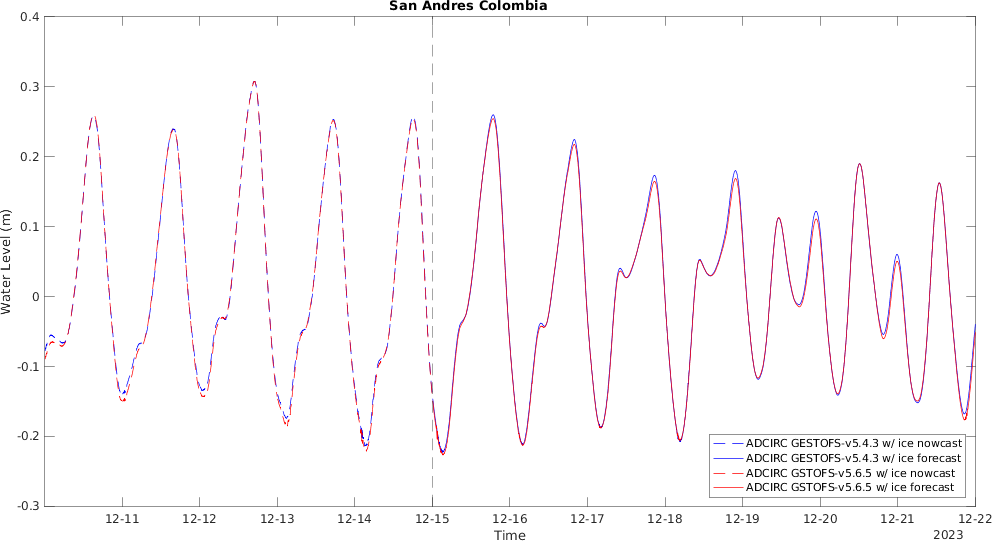 San Andres Colombia
Water Level (m)
0.4
0.3
0.2
0.1
0
-0.1
-0.2
-0.3
12-11 12-12 12-13 12-14 12-15 12-16 12-17 12-18 12-19 12-20 12-21 12-22
Time
2023
ADCIRC GESTOFS-v5.4.3 w/ ice nowcast
ADCIRC GESTOFS-v5.4.3 w/ ice forecast
ADCIRC GSTOFS-v5.6.5 w/ ice nowcast
ADCIRC GSTOFS-v5.6.5 w/ ice forecast